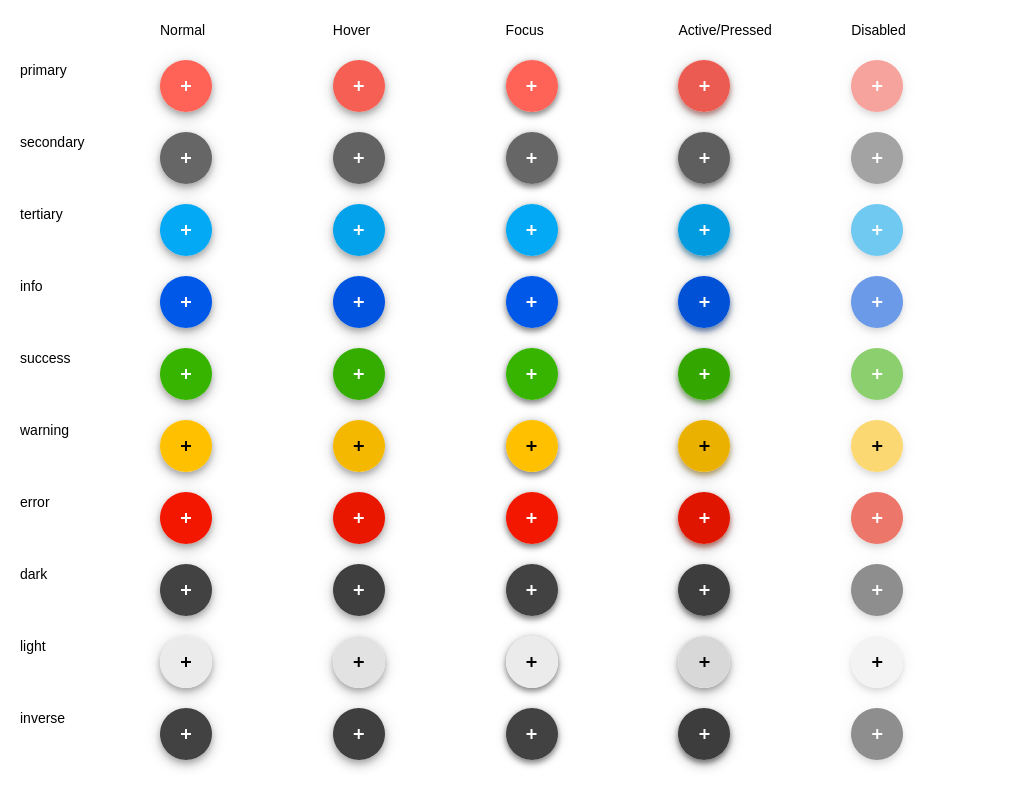 Normal Hover Focus Active/Pressed Disabled
primary + + + + +
secondary + + + + +
tertiary + + + + +
info + + + + +
success + + + + +
warning + + + + +
error + + + + +
dark + + + + +
light + + + + +
inverse + + + + +